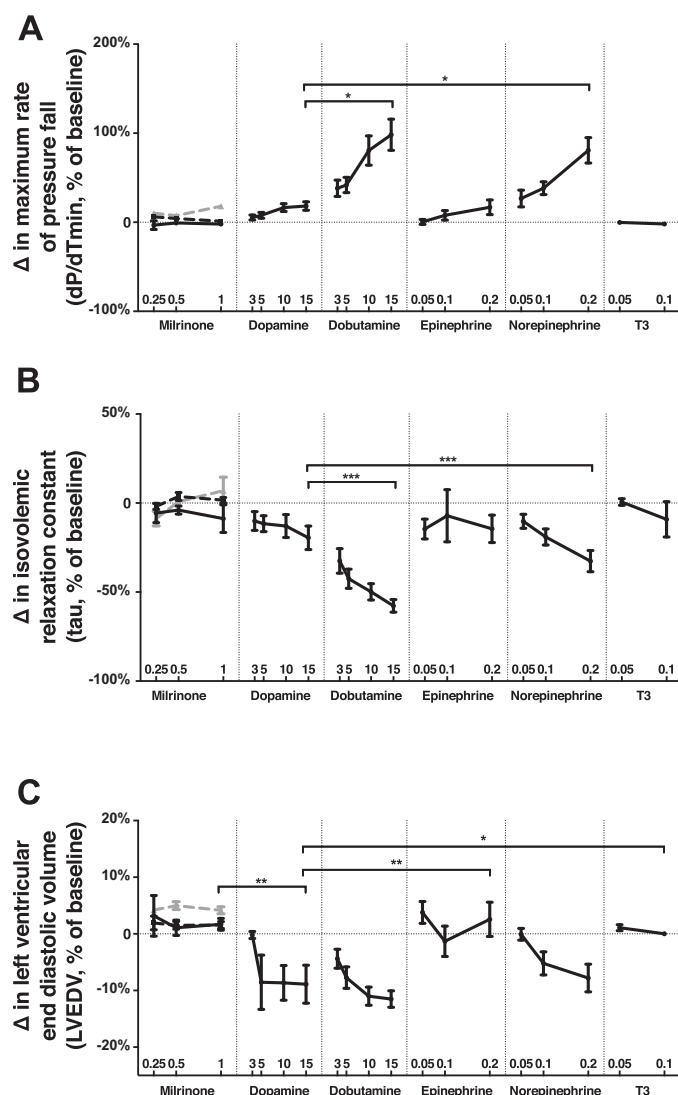 A
Δ in maximum rate
of pressure fall
(dP/dTmin, % of baseline)
200%
100%
0
-100%
*
*
0.25 0.5 1 3 5 10 15 3 5 10 15 0.05 0.1 0.2 0.05 0.1 0.2 0.05 0.1
Milrinone Dopamine Dobutamine Epinephrine Norepinephrine T3
B
Δ in isovolemic
relaxation constant
(tau, % of baseline)
50%
0
-50%
-100%
***
***
0.25 0.5 1 3 5 10 15 3 5 10 15 0.05 0.1 0.2 0.05 0.1 0.2 0.05 0.1
Milrinone Dopamine Dobutamine Epinephrine Norepinephrine T3
C
Δ in left ventricular
end diastolic volume
(LVEDV, % of baseline)
20%
10%
0
-10%
-20%
*
**
**
0.25 0.5 1 3 5 10 15 3 5 10 15 0.05 0.1 0.2 0.05 0.1 0.2 0.05 0.1
Milrinone Dopamine Dobutamine Epinephrine Norepinephrine T3